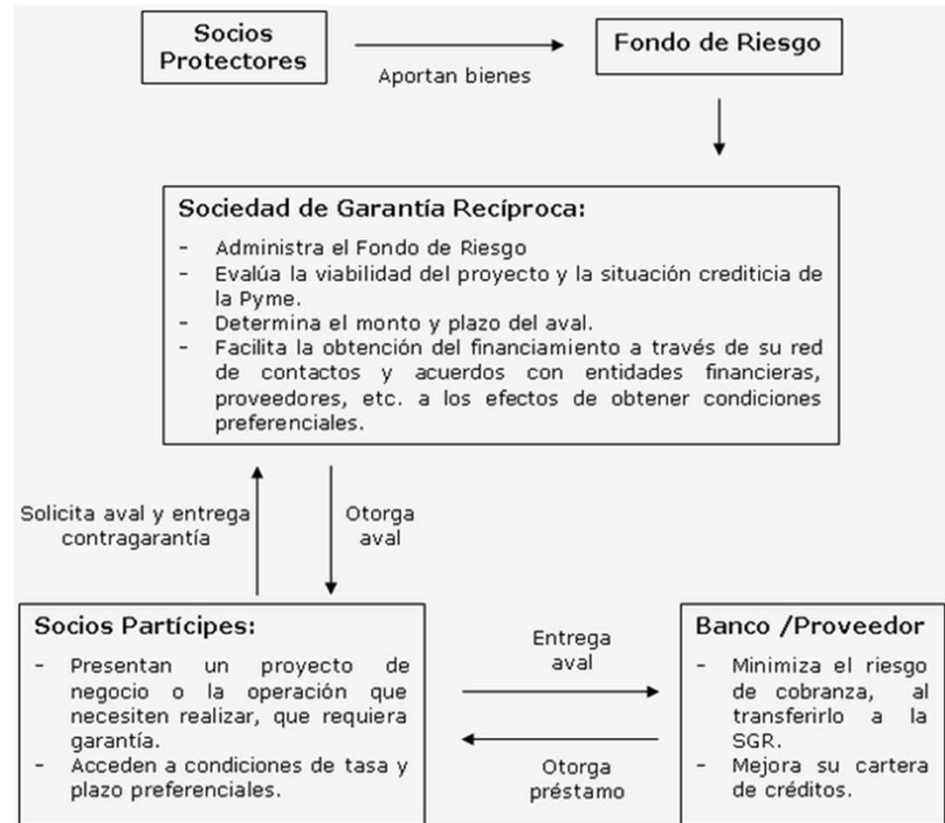 Socios
Protectores
Aportan bienes
Fondo de Riesgo
Sociedad de Garantía Recíproca:
- Administra el Fondo de Riesgo
- Evalúa la viabilidad del proyecto y la situación crediticia de
la Pyme.
- Determina el monto y plazo del aval.
- Facilita la obtención del financiamiento a través de su red
de contactos y acuerdos con entidades financieras,
proveedores, etc. a los efectos de obtener condiciones
preferenciales.
Solicita aval y entrega
contragarantía
Otorga
aval
Socios Partícipes:
- Presentan un proyecto de
negocio o la operación que
necesiten realizar, que requiera
garantía.
- Acceden a condiciones de tasa y
plazo preferenciales.
Entrega
aval
Otorga
préstamo
Banco /Proveedor
- Minimiza el riesgo
de cobranza, al
transferirlo a la
SGR.
- Mejora su cartera
de créditos.